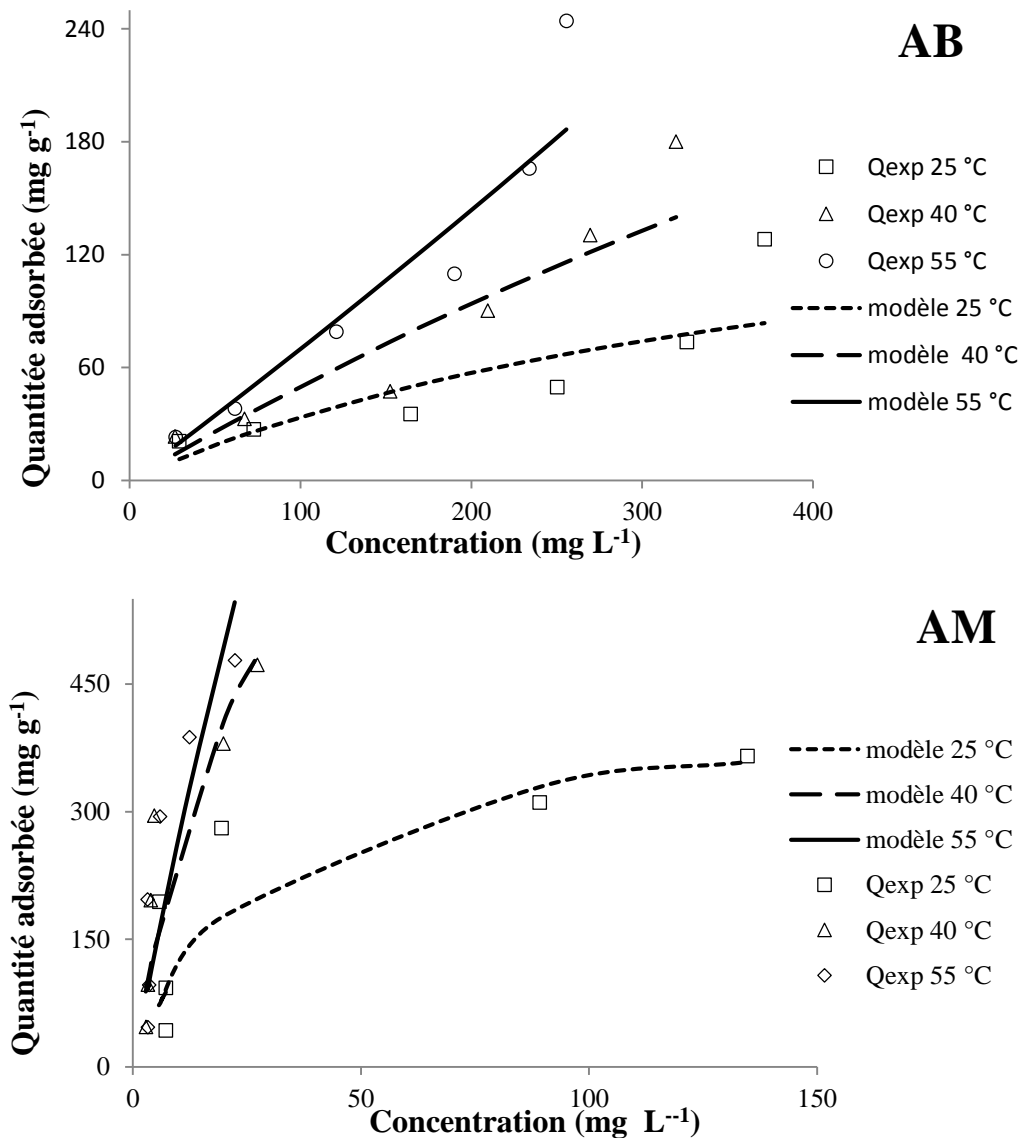 AB
Quantitée adsorbée (mg g-1)
240
180
120
60
0
0 100 200 300 400
Concentration (mg L-1)
Qexp 25 °C
Qexp 40 °C
Qexp 55 °C
modèle 25 °C
modèle 40 °C
modèle 55 °C
AM
Quantité adsorbée (mg g-1)
450
300
150
0
0 50 100 150
Concentration (mg L--1)
modèle 25 °C
modèle 40 °C
modèle 55 °C
Qexp 25 °C
Qexp 40 °C
Qexp 55 °C